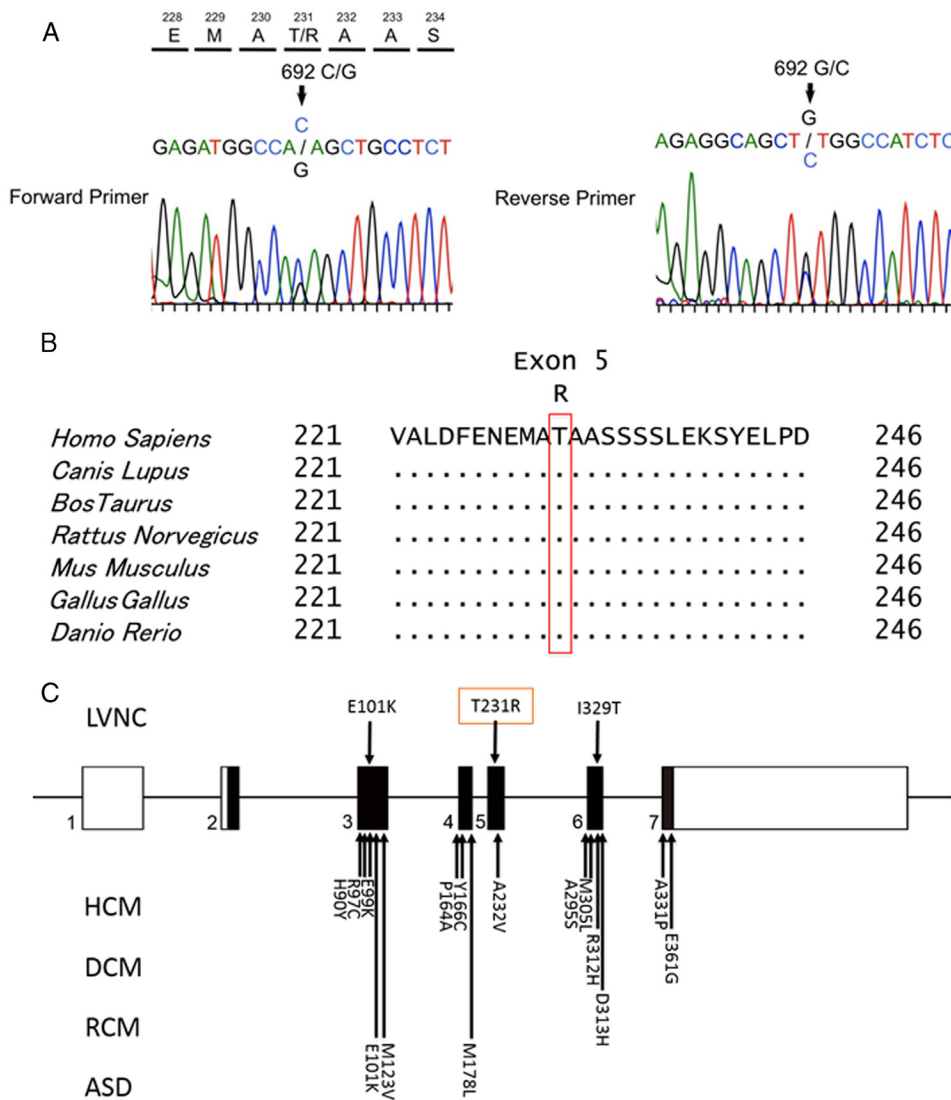 A
228 229 230 231 232 233 234
E M A T/R A A S
692 C/G
C
GAGATGGCCA / AGCTGCCTCT
G
Forward Primer
692 G/C
G
AGAGGCAGCT / TGGCCATCTC
C
Reverse Primer
B
Exon 5
R
Homo Sapiens 221 VALDFENEMATAASSSSLEKSYELPD 246
Canis Lupus 221 .......................... 246
BosTaurus 221 .......................... 246
Rattus Norvegicus 221 .......................... 246
Mus Musculus 221 .......................... 246
Gallus Gallus 221 .......................... 246
Danio Rerio 221 .......................... 246
C
LVNC
E101K T231R I329T
1 2 3 4 5 6 7
HCM
H90Y
R97C
E99K
P164A
Y166C
A232V
A295S
M305L
R312H
A331P
DCM
D313H
E361G
RCM
E101K
M123V
M178L
ASD